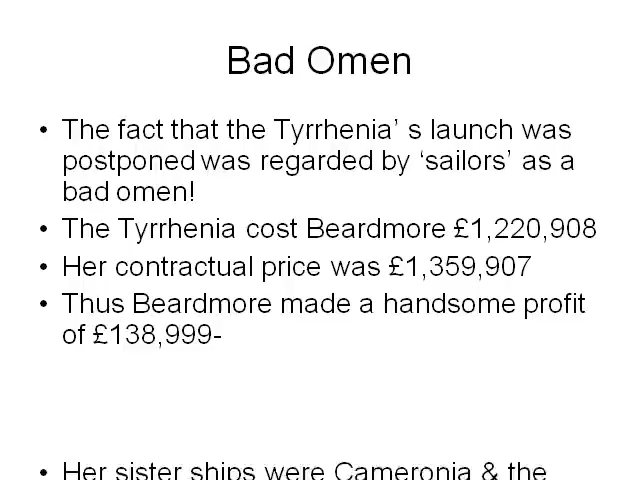 Bad Omen
• The fact that the Tyrrhenia’ s launch was
postponed was regarded by ‘sailors’ as a
bad omen!
• The Tyrrhenia cost Beardmore £1,220,908
• Her contractual price was £1,359,907
• Thus Beardmore made a handsome profit
of £138,999-
• Her sister ships were Cameronia & the